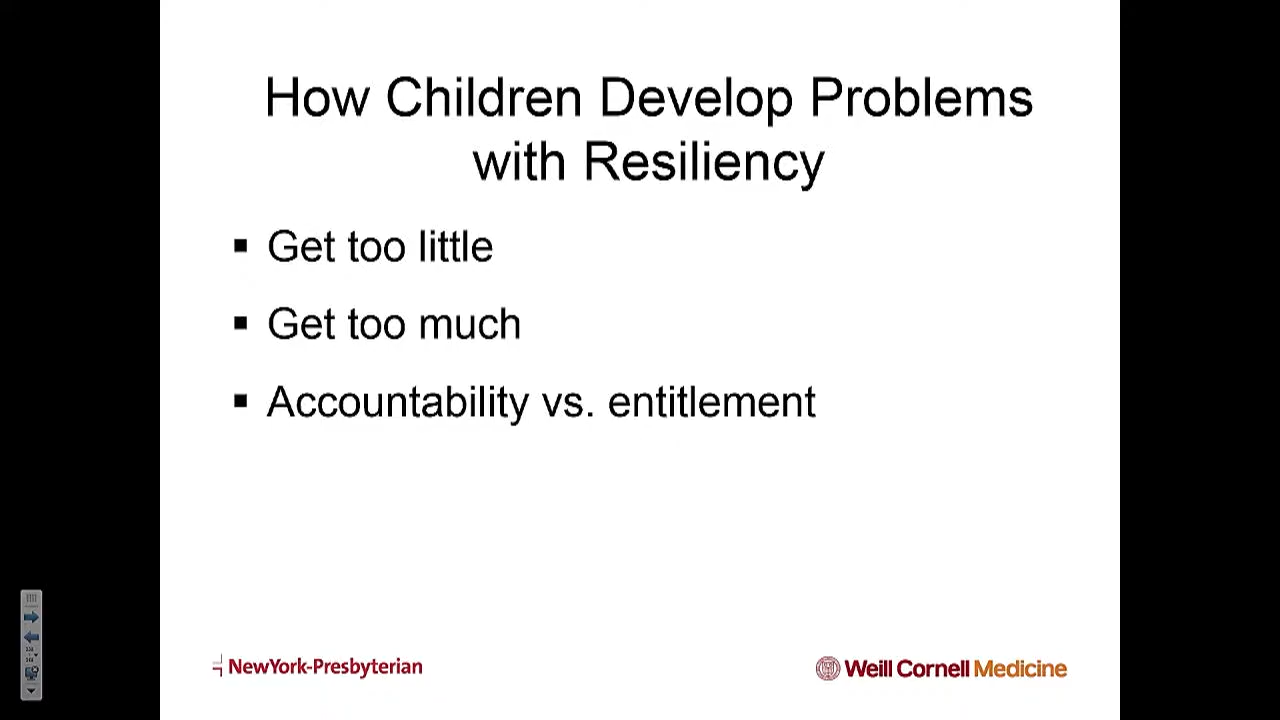 How Children Develop Problems
with Resiliency
Get too little
Get too much
Accountability vs. entitlement
NewYork-Presbyterian
Weill Cornell Medicine